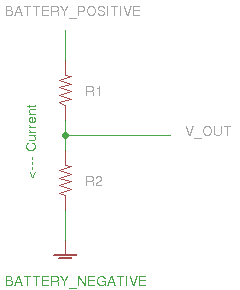 BATTERY_POSITIVE
R1
<--- Current
V_OUT
R2
BATTERY_NEGATIVE